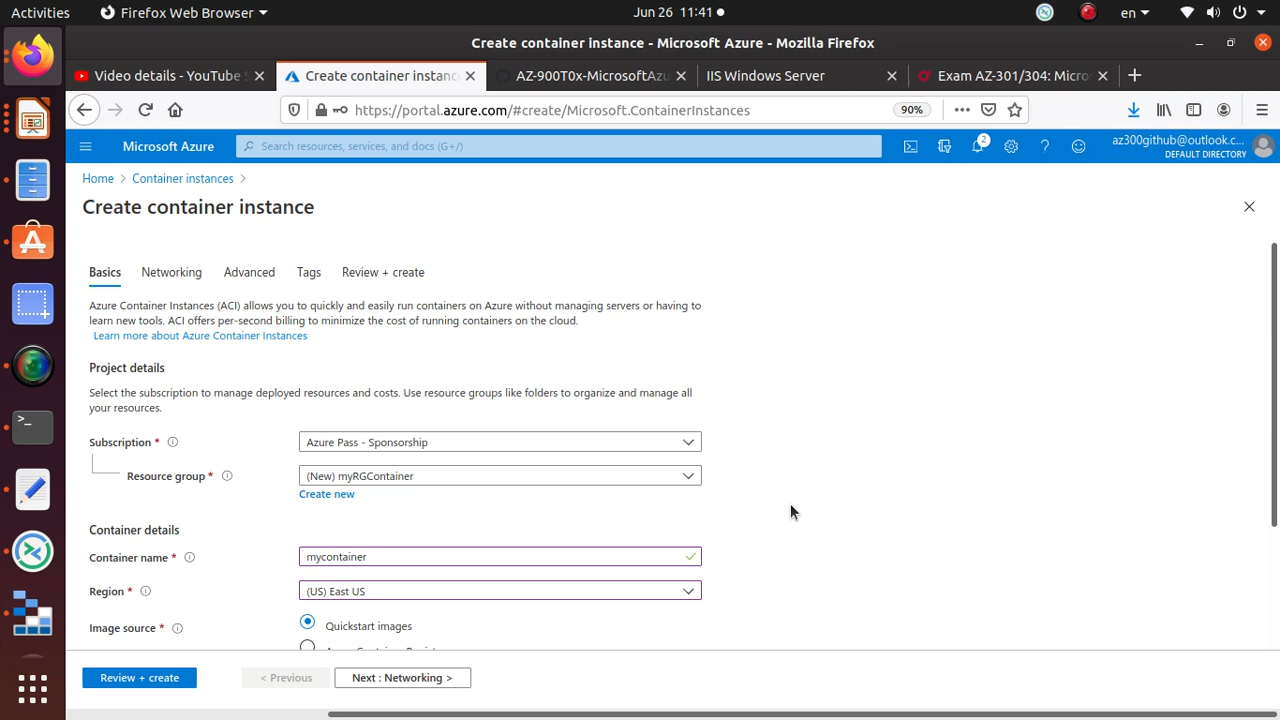 Activities
Firefox Web Browser
Jun 26 11:41
en
Create container instance - Microsoft Azure - Mozilla Firefox
Video details - YouTube S
Create container instanc
AZ-900T0x-MicrosoftAzu
IIS Windows Server
Exam AZ-301/304: Micros
https://portal.azure.com/#create/Microsoft.ContainerInstances
90%
Microsoft Azure
Search resources, services, and docs (G+/)
2
az300github@outlook.c...
DEFAULT DIRECTORY
Home > Container instances >
Create container instance
Basics Networking Advanced Tags Review + create
Azure Container Instances (ACI) allows you to quickly and easily run containers on Azure without managing servers or having to
learn new tools. ACI offers per-second billing to minimize the cost of running containers on the cloud.
Learn more about Azure Container Instances
Project details
Select the subscription to manage deployed resources and costs. Use resource groups like folders to organize and manage all
your resources.
Subscription *
Azure Pass - Sponsorship
Resource group *
(New) myRGContainer
Create new
Container details
Container name *
mycontainer
Region *
(US) East US
Image source *
Quickstart images
Review + create
< Previous
Next : Networking >